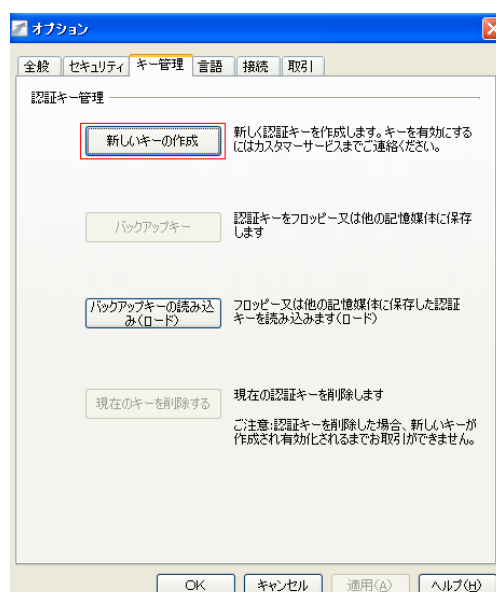 オプション
全般 セキュリティ キー管理 言語 接続 取引
認証キー管理
新しいキーの作成
新しく認証キーを作成します。キーを有効にする
にはカスタマーサービスまでご連絡ください。
バックアップキー
認証キーをフロッピー又は他の記憶媒体に保存
します
バックアップキーの読み込
み(ロード)
フロッピー又は他の記憶媒体に保存した認証
キーを読み込みます(ロード)
現在のキーを削除する
現在の認証キーを削除します
ご注意:認証キーを削除した場合、新しいキーが
作成され有効化されるまでお取引ができません。
OK キャンセル 適用(A) ヘルプ(H)